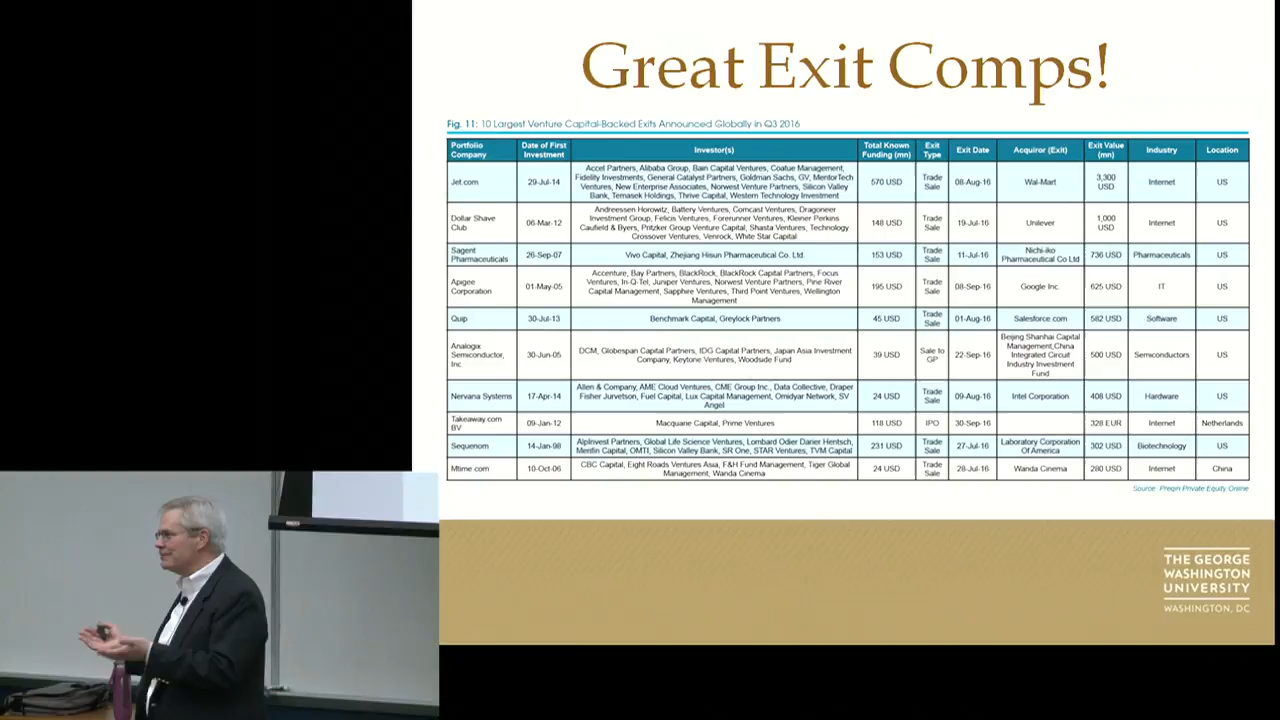 Great Exit Comps!
Fig. 11: 10 Largest Venture Capital-Backed Exits Announced Globally in Q3 2016
Portfolio Company Date of First Investment Investor(s) Total Known Funding (mn) Exit Type Exit Date Acquiror (Exit) Exit Value (mn) Industry Location
Jet.com 29-Jul-14 Accel Partners, Alibaba Group, Bain Capital Ventures, Coatue Management, Fidelity Investments, General Catalyst Partners, Goldman Sachs, GV, MentorTech Ventures, New Enterprise Associates, Norwest Venture Partners, Silicon Valley Bank, Temasek Holdings, Thrive Capital, Western Technology Investment 570 USD Trade Sale 08-Aug-16 Wal-Mart 3,300 USD Internet US
Dollar Shave Club 06-Mar-12 Andreessen Horowitz, Battery Ventures, Comcast Ventures, Dragoneer Investment Group, Felicis Ventures, Forerunner Ventures, Kleiner Perkins Caufield & Byers, Pritzker Group Venture Capital, Shasta Ventures, Technology Crossover Ventures, Venrock, White Star Capital 148 USD Trade Sale 19-Jul-16 Unilever 1,000 USD Internet US
Sagent Pharmaceuticals 26-Sep-07 Vivo Capital, Zhejiang Hisun Pharmaceutical Co. Ltd. 153 USD Trade Sale 11-Jul-16 Nichi-iko Pharmaceutical Co Ltd 736 USD Pharmaceuticals US
Apigee Corporation 01-May-05 Accenture, Bay Partners, BlackRock, BlackRock Capital Partners, Focus Ventures, In-Q-Tel, Juniper Ventures, Norwest Venture Partners, Pine River Capital Management, Sapphire Ventures, Third Point Ventures, Wellington Management 195 USD Trade Sale 08-Sep-16 Google Inc. 625 USD IT US
Quip 30-Jul-13 Benchmark Capital, Greylock Partners 45 USD Trade Sale 01-Aug-16 Salesforce.com 582 USD Software US
Analogix Semiconductor, Inc. 30-Jun-05 DCM, Globespan Capital Partners, IDG Capital Partners, Japan Asia Investment Company, Keytone Ventures, Woodside Fund 39 USD Sale to GP 22-Sep-16 Beijing Shanhai Capital Management,China Integrated Circuit Industry Investment Fund 500 USD Semiconductors US
Nervana Systems 17-Apr-14 Allen & Company, AME Cloud Ventures, CME Group Inc., Data Collective, Draper Fisher Jurvetson, Fuel Capital, Lux Capital Management, Omidyar Network, SV Angel 24 USD Trade Sale 09-Aug-16 Intel Corporation 408 USD Hardware US
Takeaway.com BV 09-Jan-12 Macquarie Capital, Prime Ventures 118 USD IPO 30-Sep-16 328 EUR Internet Netherlands
Sequenom 14-Jan-98 AlpInvest Partners, Global Life Science Ventures, Lombard Odier Darier Hentsch, Merifin Capital, OMTI, Silicon Valley Bank, SR One, STAR Ventures, TVM Capital 231 USD Trade Sale 27-Jul-16 Laboratory Corporation Of America 302 USD Biotechnology US
Mtime.com 10-Oct-06 CBC Capital, Eight Roads Ventures Asia, F&H Fund Management, Tiger Global Management, Wanda Cinema 24 USD Trade Sale 28-Jul-16 Wanda Cinema 280 USD Internet China
Source: Preqin Private Equity Online
THE GEORGE
WASHINGTON
UNIVERSITY
WASHINGTON, DC